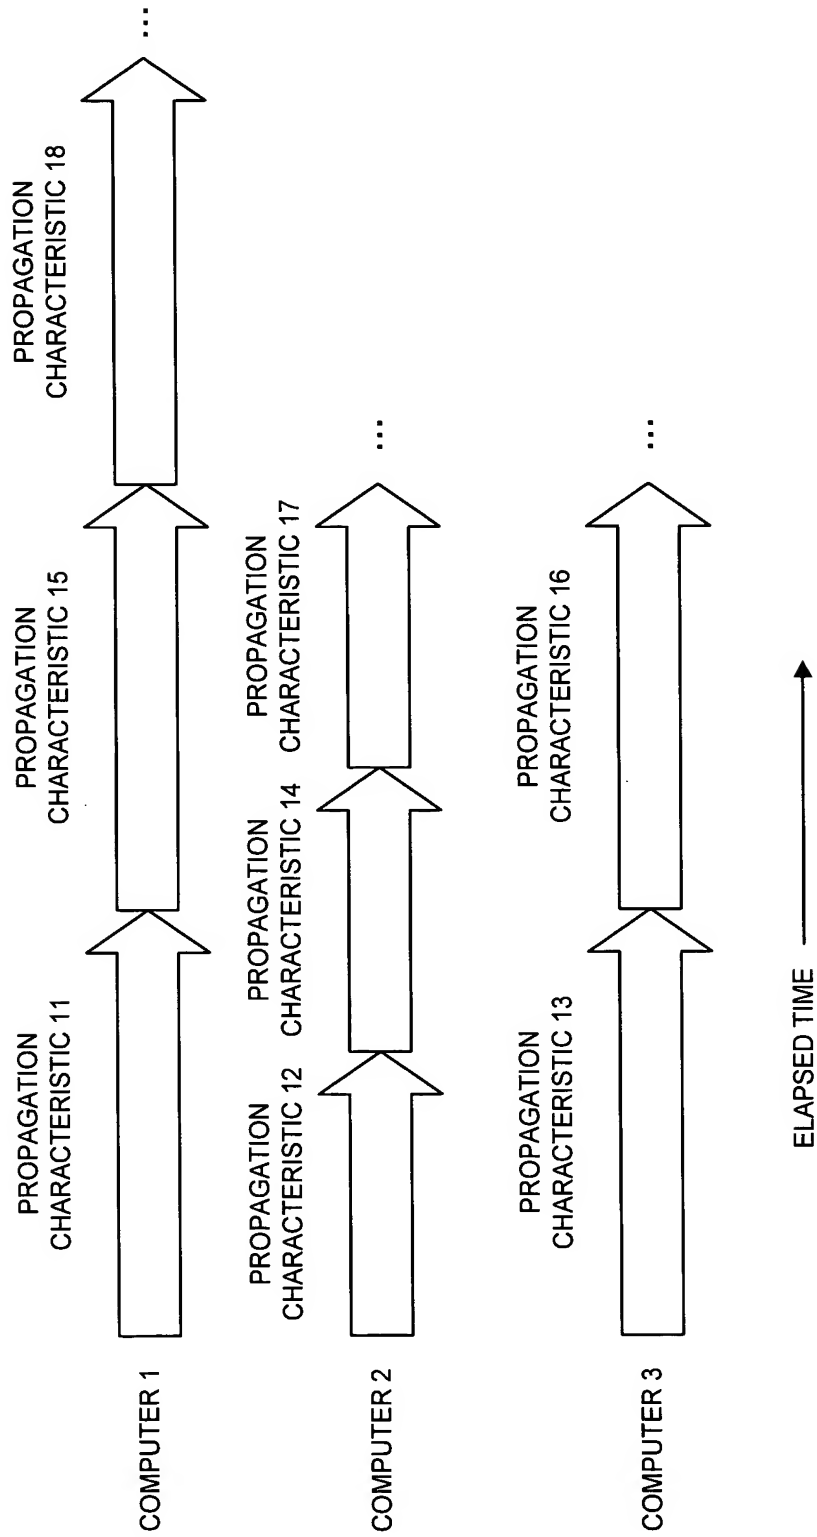 COMPUTER 1
PROPAGATION
CHARACTERISTIC 11
PROPAGATION
CHARACTERISTIC 15
PROPAGATION
CHARACTERISTIC 18
...
COMPUTER 2
PROPAGATION
CHARACTERISTIC 12
PROPAGATION
CHARACTERISTIC 14
PROPAGATION
CHARACTERISTIC 17
...
COMPUTER 3
PROPAGATION
CHARACTERISTIC 13
PROPAGATION
CHARACTERISTIC 16
...
ELAPSED TIME